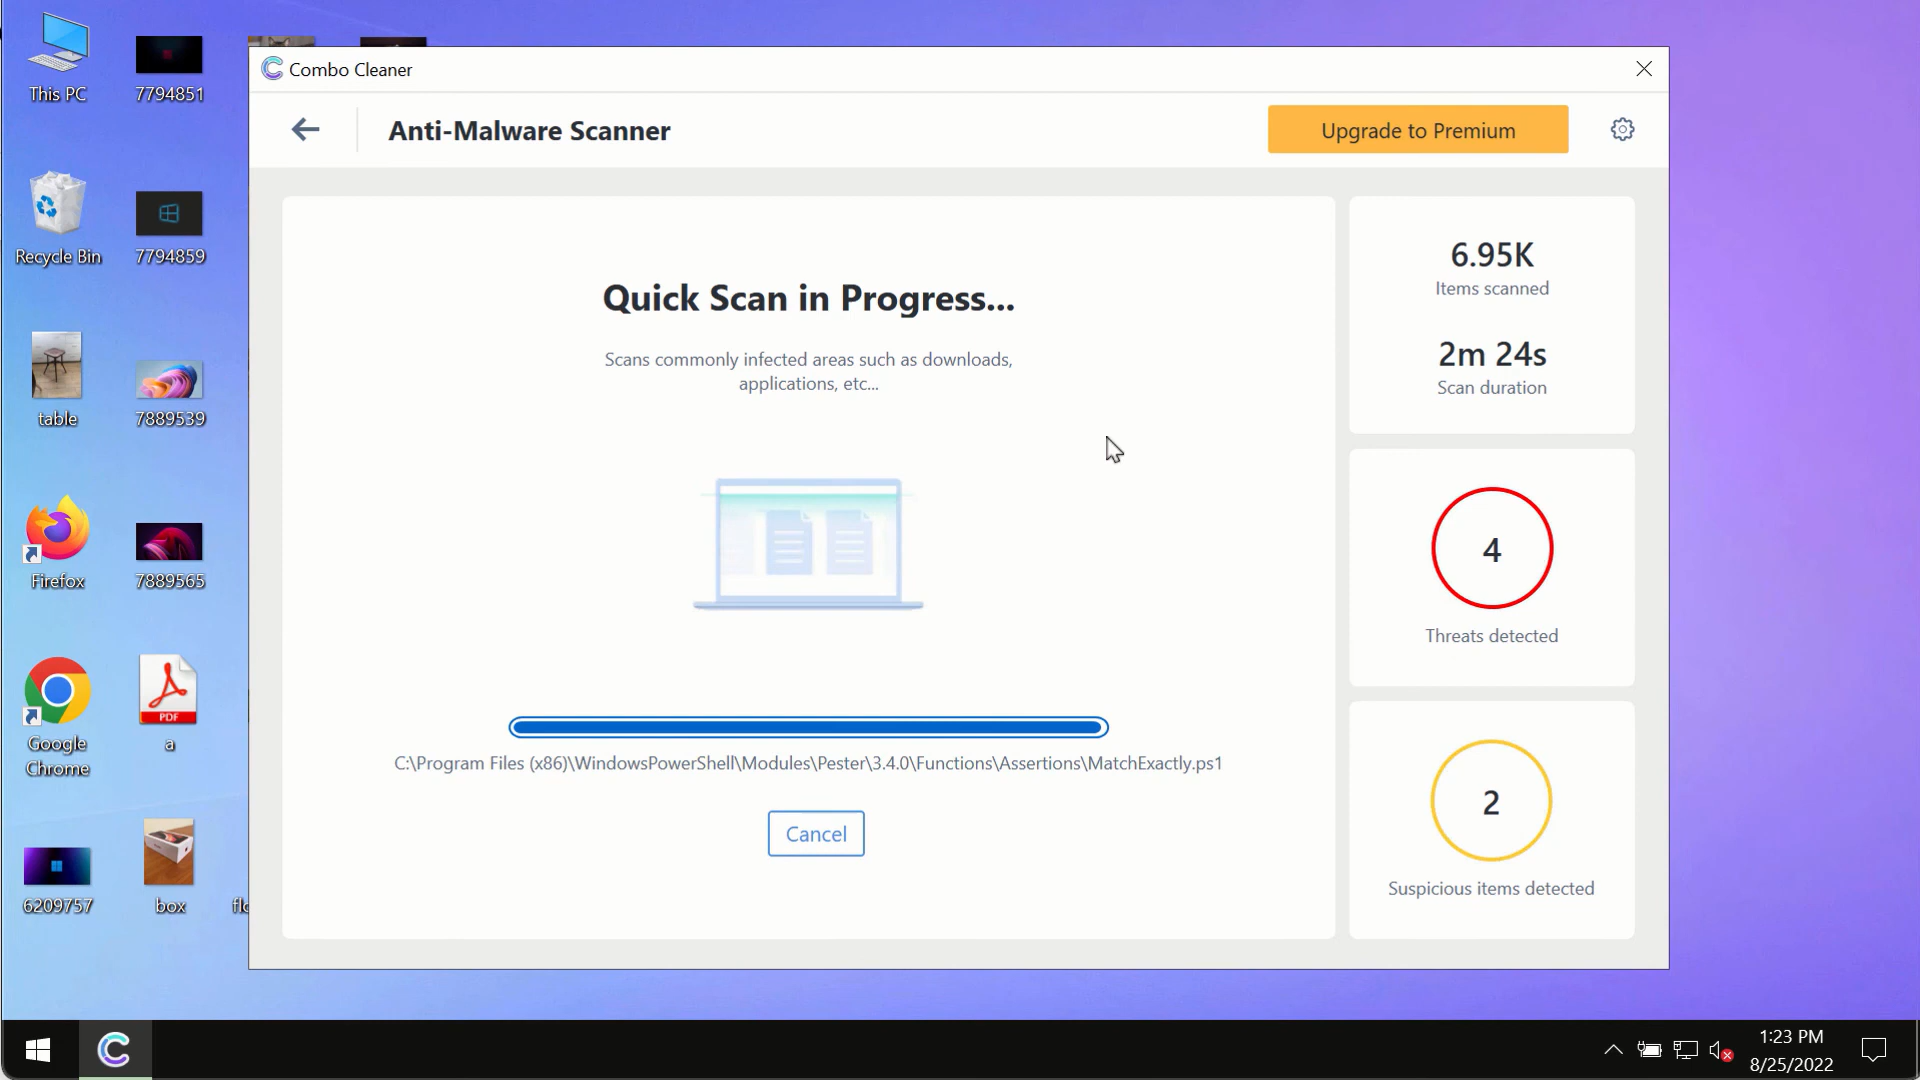 This PC
7794851
Recycle Bin
7794859
table
7889539
Firefox
7889565
Google
Chrome
PDF
a
6209757
box
Combo Cleaner
Anti-Malware Scanner
Upgrade to Premium
Quick Scan in Progress...
Scans commonly infected areas such as downloads,
applications, etc...
C:\Program Files (x86)\WindowsPowerShell\Modules\Pester\3.4.0\Functions\Assertions\MatchExactly.ps1
Cancel
6.95K
Items scanned
2m 24s
Scan duration
4
Threats detected
2
Suspicious items detected
1:23 PM
8/25/2022